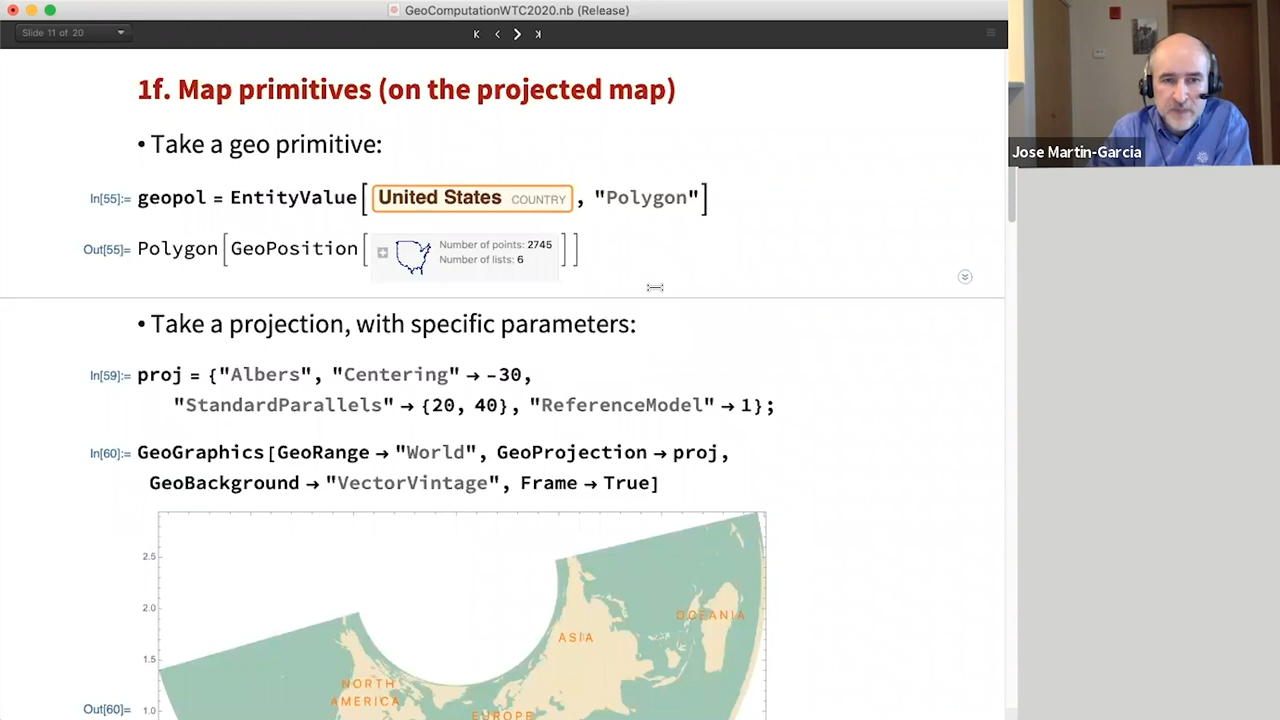 GeoComputationWTC2020.nb (Release)
Slide 11 of 20
1f. Map primitives (on the projected map)
• Take a geo primitive:
In[55]:= geopol = EntityValue[United States COUNTRY, "Polygon"]
Out[55]= Polygon[GeoPosition[Number of points: 2745
Number of lists: 6]]
• Take a projection, with specific parameters:
In[59]:= proj = {"Albers", "Centering" → -30,
"StandardParallels" → {20, 40}, "ReferenceModel" → 1};
In[60]:= GeoGraphics[GeoRange → "World", GeoProjection → proj,
GeoBackground → "VectorVintage", Frame → True]
2.5
2.0
OCEANIA
ASIA
1.5
NORTH
AMERICA
Out[60]= 1.0
EUROPE
Jose Martin-Garcia